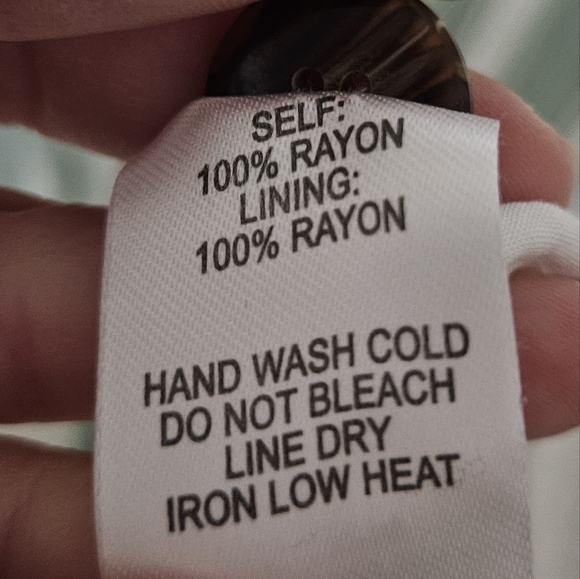 SELF:
100% RAYON
LINING:
100% RAYON
HAND WASH COLD
DO NOT BLEACH
LINE DRY
IRON LOW HEAT